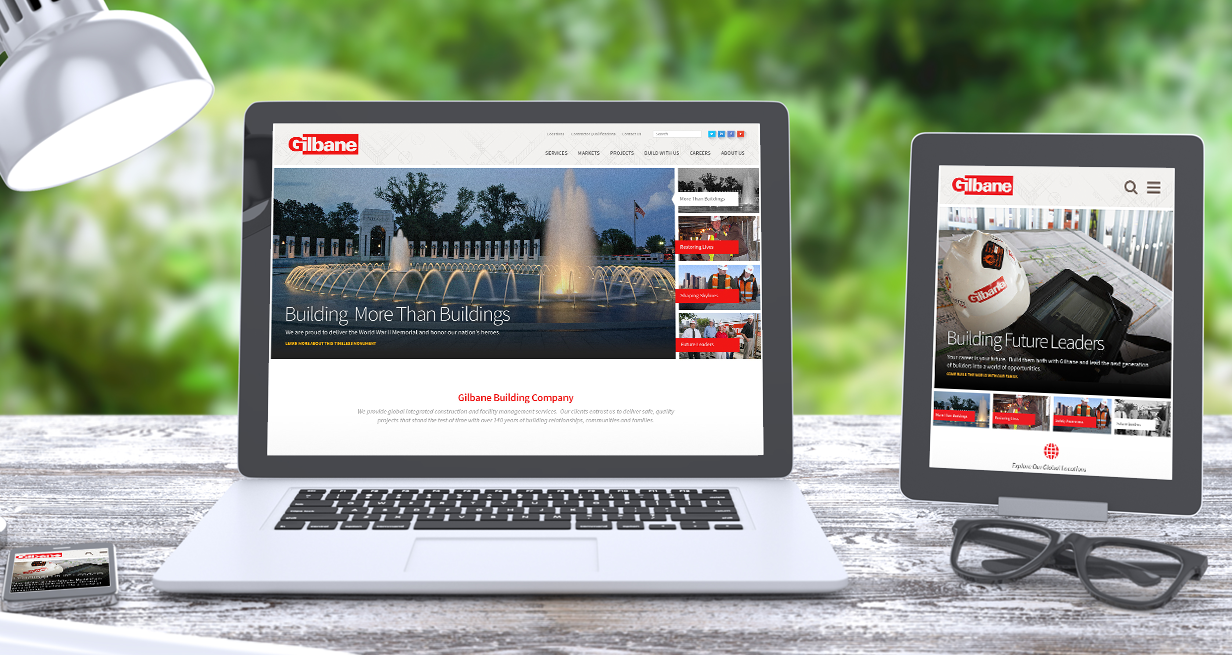 Gilbane
Contact Us
Search
SERVICES MARKETS PROJECTS BUILD WITH US CAREERS ABOUT US
More Than Buildings
Restoring Lives
Shaping Skylines
Future Leaders
Building More Than Buildings
We are proud to deliver the World War II Memorial and honor our nation's heroes.
LEARN MORE ABOUT THIS TIMELESS MONUMENT
Gilbane Building Company
We provide global integrated construction and facility management services. Our clients entrust us to deliver safe, quality
projects that stand the test of time with over 140 years of building relationships, communities and families.
Gilbane
Gilbane
Building Future Leaders
Your career is your future. Build them both with Gilbane and lead the next generation
of builders into a world of opportunities.
COME BUILD THE WORLD WITH OUR FAMILY.
More Than Buildings
Restoring Lives
Future Leaders
Explore Our Global Locations
Gilbane